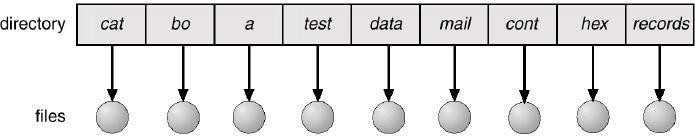 directory cat bo a test data mail cont hex records
files